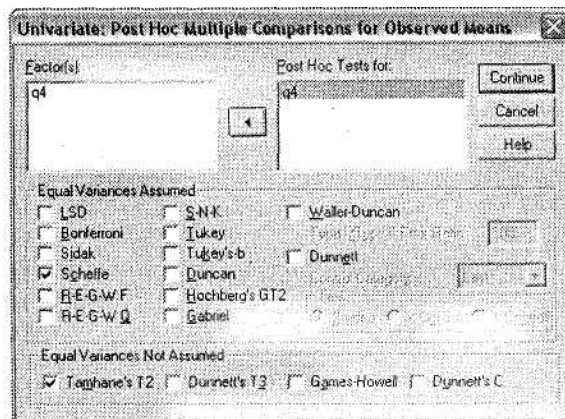 Univariate: Post Hoc Multiple Comparisons for Observed Means
Factor(s)
Post Hoc Tests for:
q4
q4
Continue
Cancel
Help
Equal Variances Assumed
LSD
S-N-K
Waller-Duncan
Bonferroni
Tukey
Sidak
Tukey's-b
Dunnett
Scheffe
Duncan
R-E-G-W F
Hochberg's GT2
R-E-G-W Q
Gabriel
Equal Variances Not Assumed
Tamhane's T2
Dunnett's T3
Games-Howell
Dunnett's C